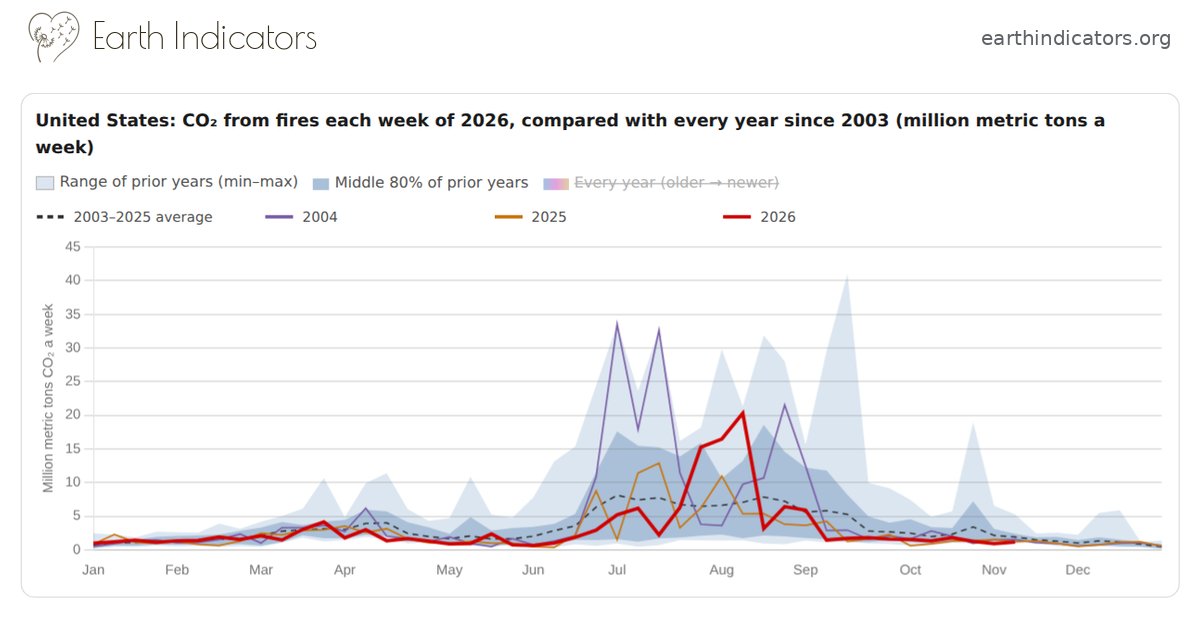 Earth Indicators
earthindicators.org
United States: CO₂ from fires each week of 2026, compared with every year since 2003 (million metric tons a
week)
Range of prior years (min–max) Middle 80% of prior years Every year (older → newer)
2003–2025 average 2004 2025 2026
Million metric tons CO₂ a week
45
40
35
30
25
20
15
10
5
0
Jan Feb Mar Apr May Jun Jul Aug Sep Oct Nov Dec